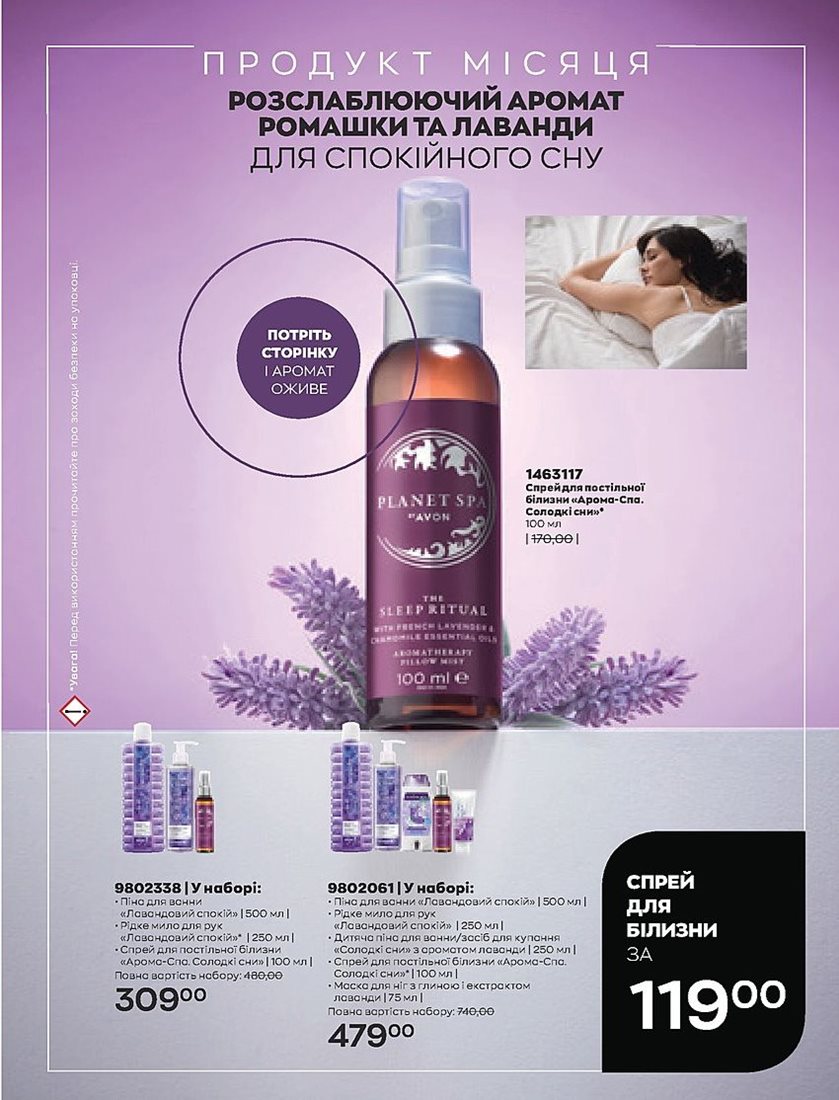 ПРОДУКТ МІСЯЦЯ
РОЗСЛАБЛЮЮЧИЙ АРОМАТ
РОМАШКИ ТА ЛАВАНДИ
ДЛЯ СПОКІЙНОГО СНУ
ПОТРІТЬ
СТОРІНКУ
І АРОМАТ
ОЖИВЕ
*Увага! Перед використанням прочитайте про заходи безпеки на упаковці.
PLANET SPA
BY AVON
THE
SLEEP RITUAL
WITH FRENCH LAVENDER &
CHAMOMILE ESSENTIAL OILS
AROMATHERAPY
PILLOW MIST
100 ml e
1463117
Спрей для постільної
білизни «Арома-Спа.
Солодкі сни»*
100 мл
| 170,00 |
9802338 | У наборі:
• Піна для ванни
«Лавандовий спокій» | 500 мл |
• Рідке мило для рук
«Лавандовий спокій»* | 250 мл |
• Спрей для постільної білизни
«Арома-Спа. Солодкі сни» | 100 мл |
Повна вартість набору: 480,00
309⁰⁰
9802061 | У наборі:
• Піна для ванни «Лавандовий спокій» | 500 мл |
• Рідке мило для рук
«Лавандовий спокій» | 250 мл |
• Дитяча піна для ванни/засіб для купання
«Солодкі сни» з ароматом лаванди | 250 мл |
• Спрей для постільної білизни «Арома-Спа.
Солодкі сни»* | 100 мл |
• Маска для ніг з глиною і екстрактом
лаванди | 75 мл |
Повна вартість набору: 740,00
479⁰⁰
СПРЕЙ
ДЛЯ
БІЛИЗНИ
ЗА
119⁰⁰